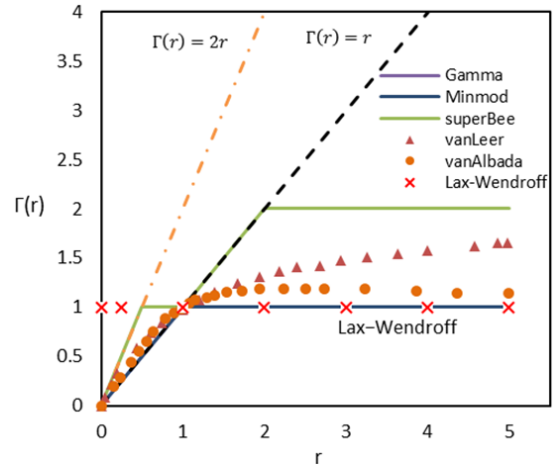 4
Γ(r) = 2r
Γ(r) = r
3.5
Gamma
Minmod
3
superBee
vanLeer
2.5
vanAlbada
Lax-Wendroff
Γ(r)
2
1.5
1
Lax–Wendroff
0.5
0
0 1 2 3 4 5
r